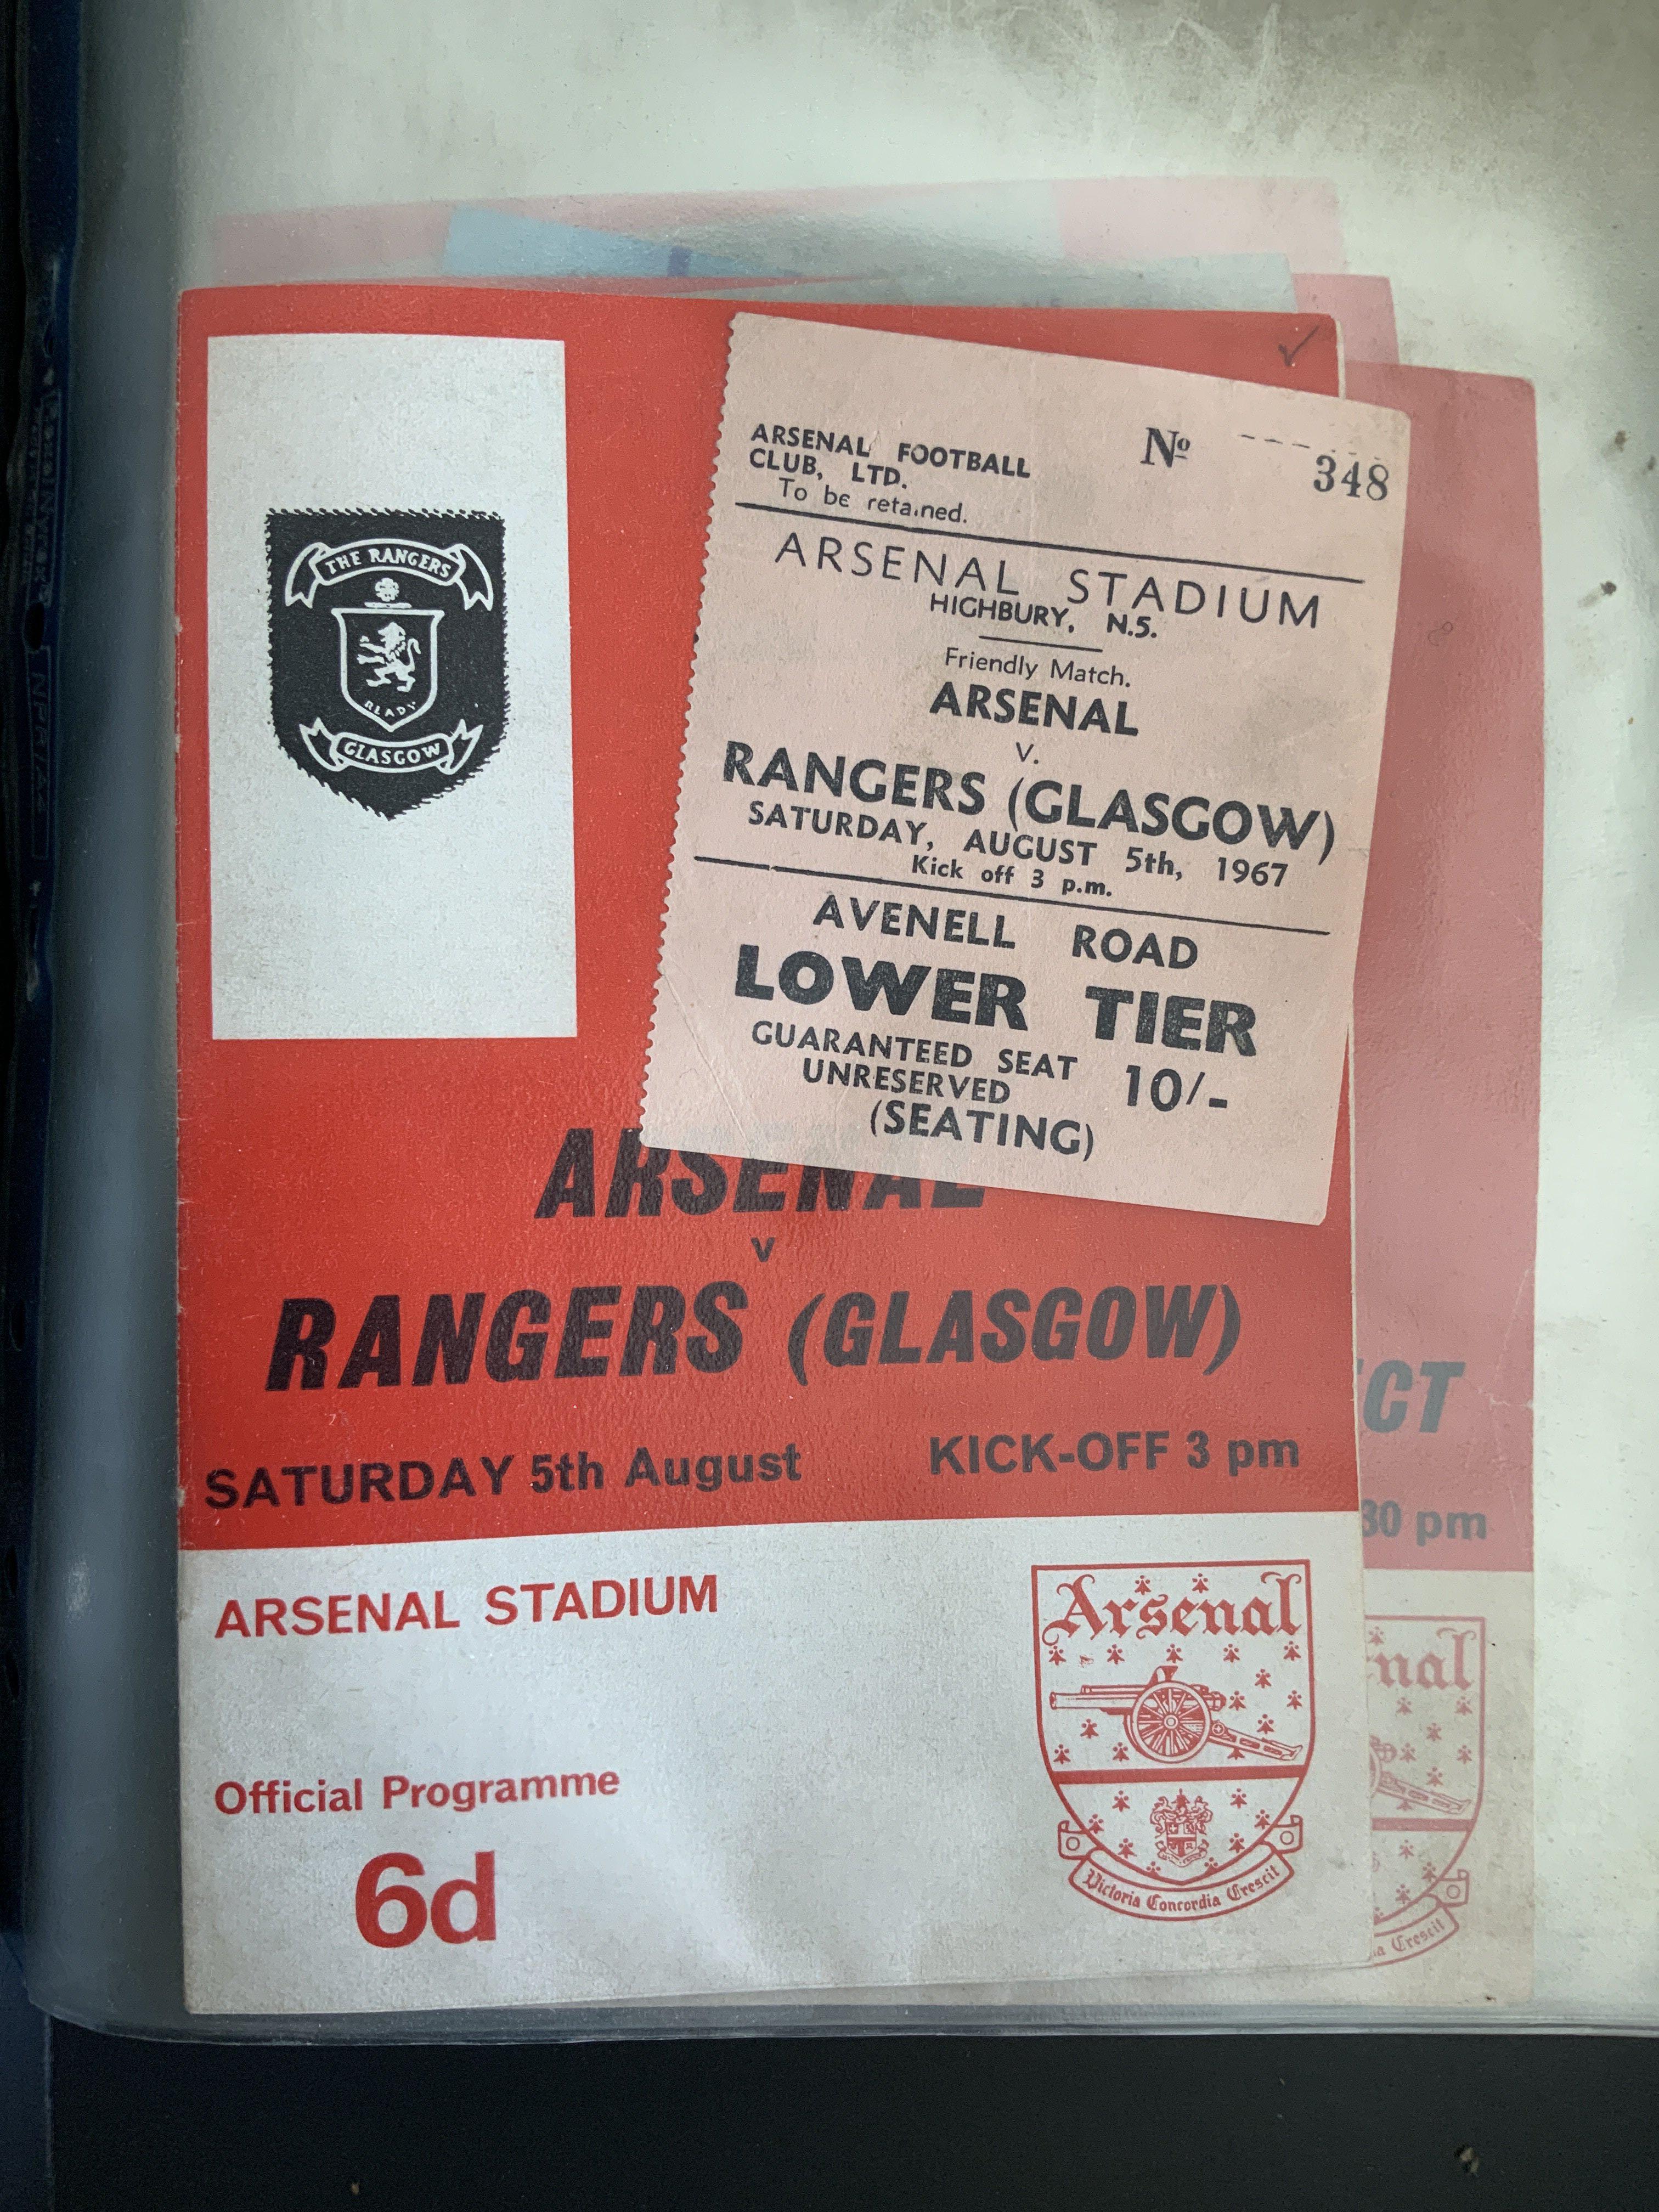 ARSENAL FOOTBALL
CLUB, LTD.
To be retained.
Nº 348
ARSENAL STADIUM
HIGHBURY, N.5.
Friendly Match.
ARSENAL
v.
RANGERS (GLASGOW)
SATURDAY, AUGUST 5th, 1967
Kick off 3 p.m.
AVENELL ROAD
LOWER TIER
GUARANTEED SEAT
UNRESERVED
10/-
(SEATING)
THE RANGERS
READY
GLASGOW
ARSENAL
v
RANGERS (GLASGOW)
SATURDAY 5th August KICK-OFF 3 pm
ARSENAL STADIUM
Official Programme
6d
Arsenal
Victoria Concordia Crescit
CT
30 pm
nal
a Crescit